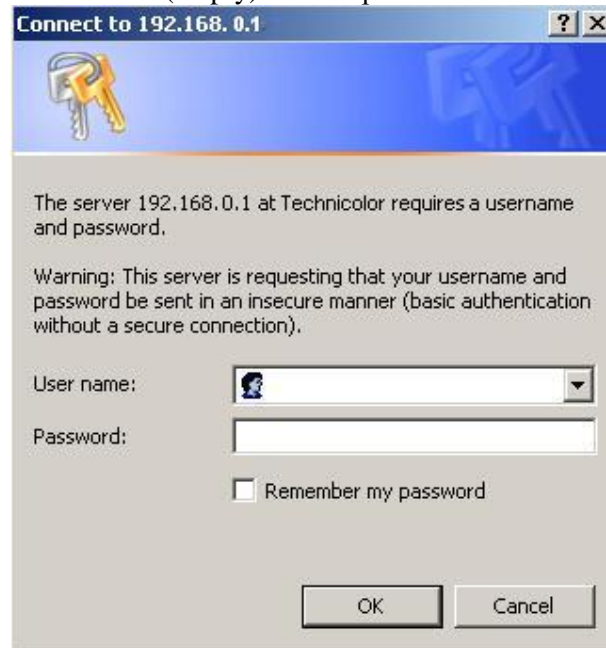 Connect to 192.168. 0.1
The server 192.168.0.1 at Technicolor requires a username
and password.
Warning: This server is requesting that your username and
password be sent in an insecure manner (basic authentication
without a secure connection).
User name:
Password:
Remember my password
OK Cancel